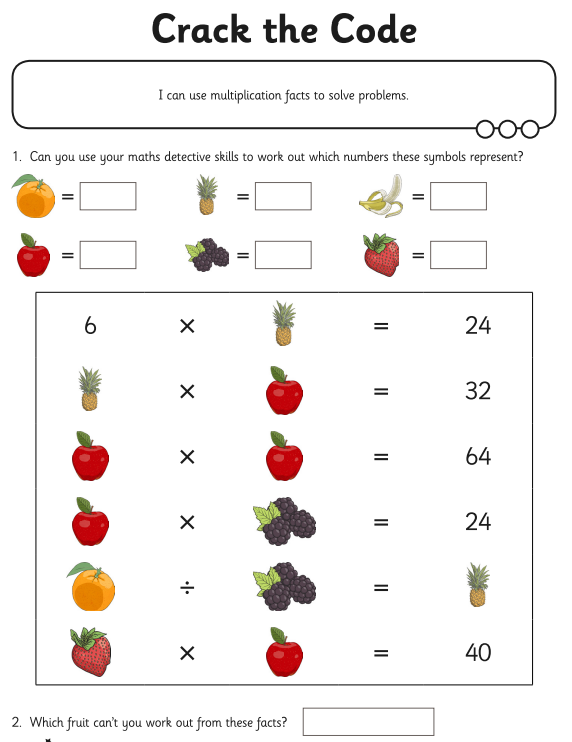 Crack the Code
I can use multiplication facts to solve problems.
1. Can you use your maths detective skills to work out which numbers these symbols represent?
= = =
= = =
6 × = 24
× = 32
× = 64
× = 24
÷ =
× = 40
2. Which fruit can't you work out from these facts?